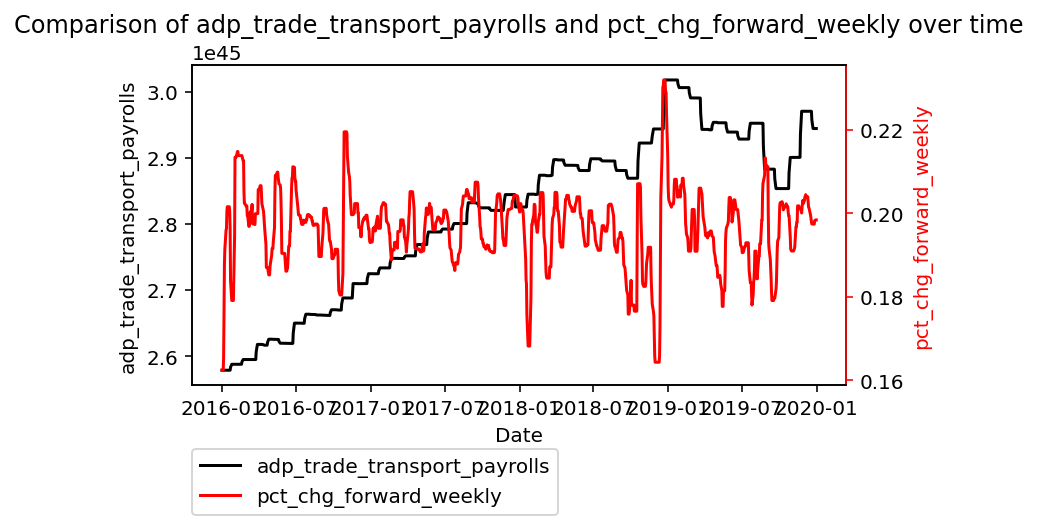 Comparison of adp_trade_transport_payrolls and pct_chg_forward_weekly over time
1e45
3.0
2.9
2.8
2.7
2.6
adp_trade_transport_payrolls
0.22
0.20
0.18
0.16
pct_chg_forward_weekly
2016-01 2016-07 2017-01 2017-07 2018-01 2018-07 2019-01 2019-07 2020-01
Date
adp_trade_transport_payrolls
pct_chg_forward_weekly